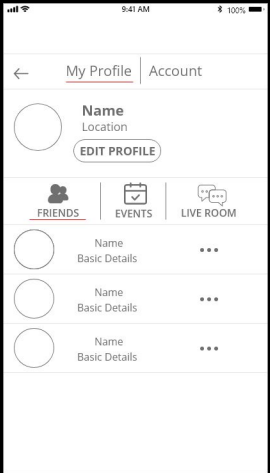 9:41 AM 100%
My Profile Account
Name
Location
EDIT PROFILE
FRIENDS EVENTS LIVE ROOM
Name
Basic Details
Name
Basic Details
Name
Basic Details